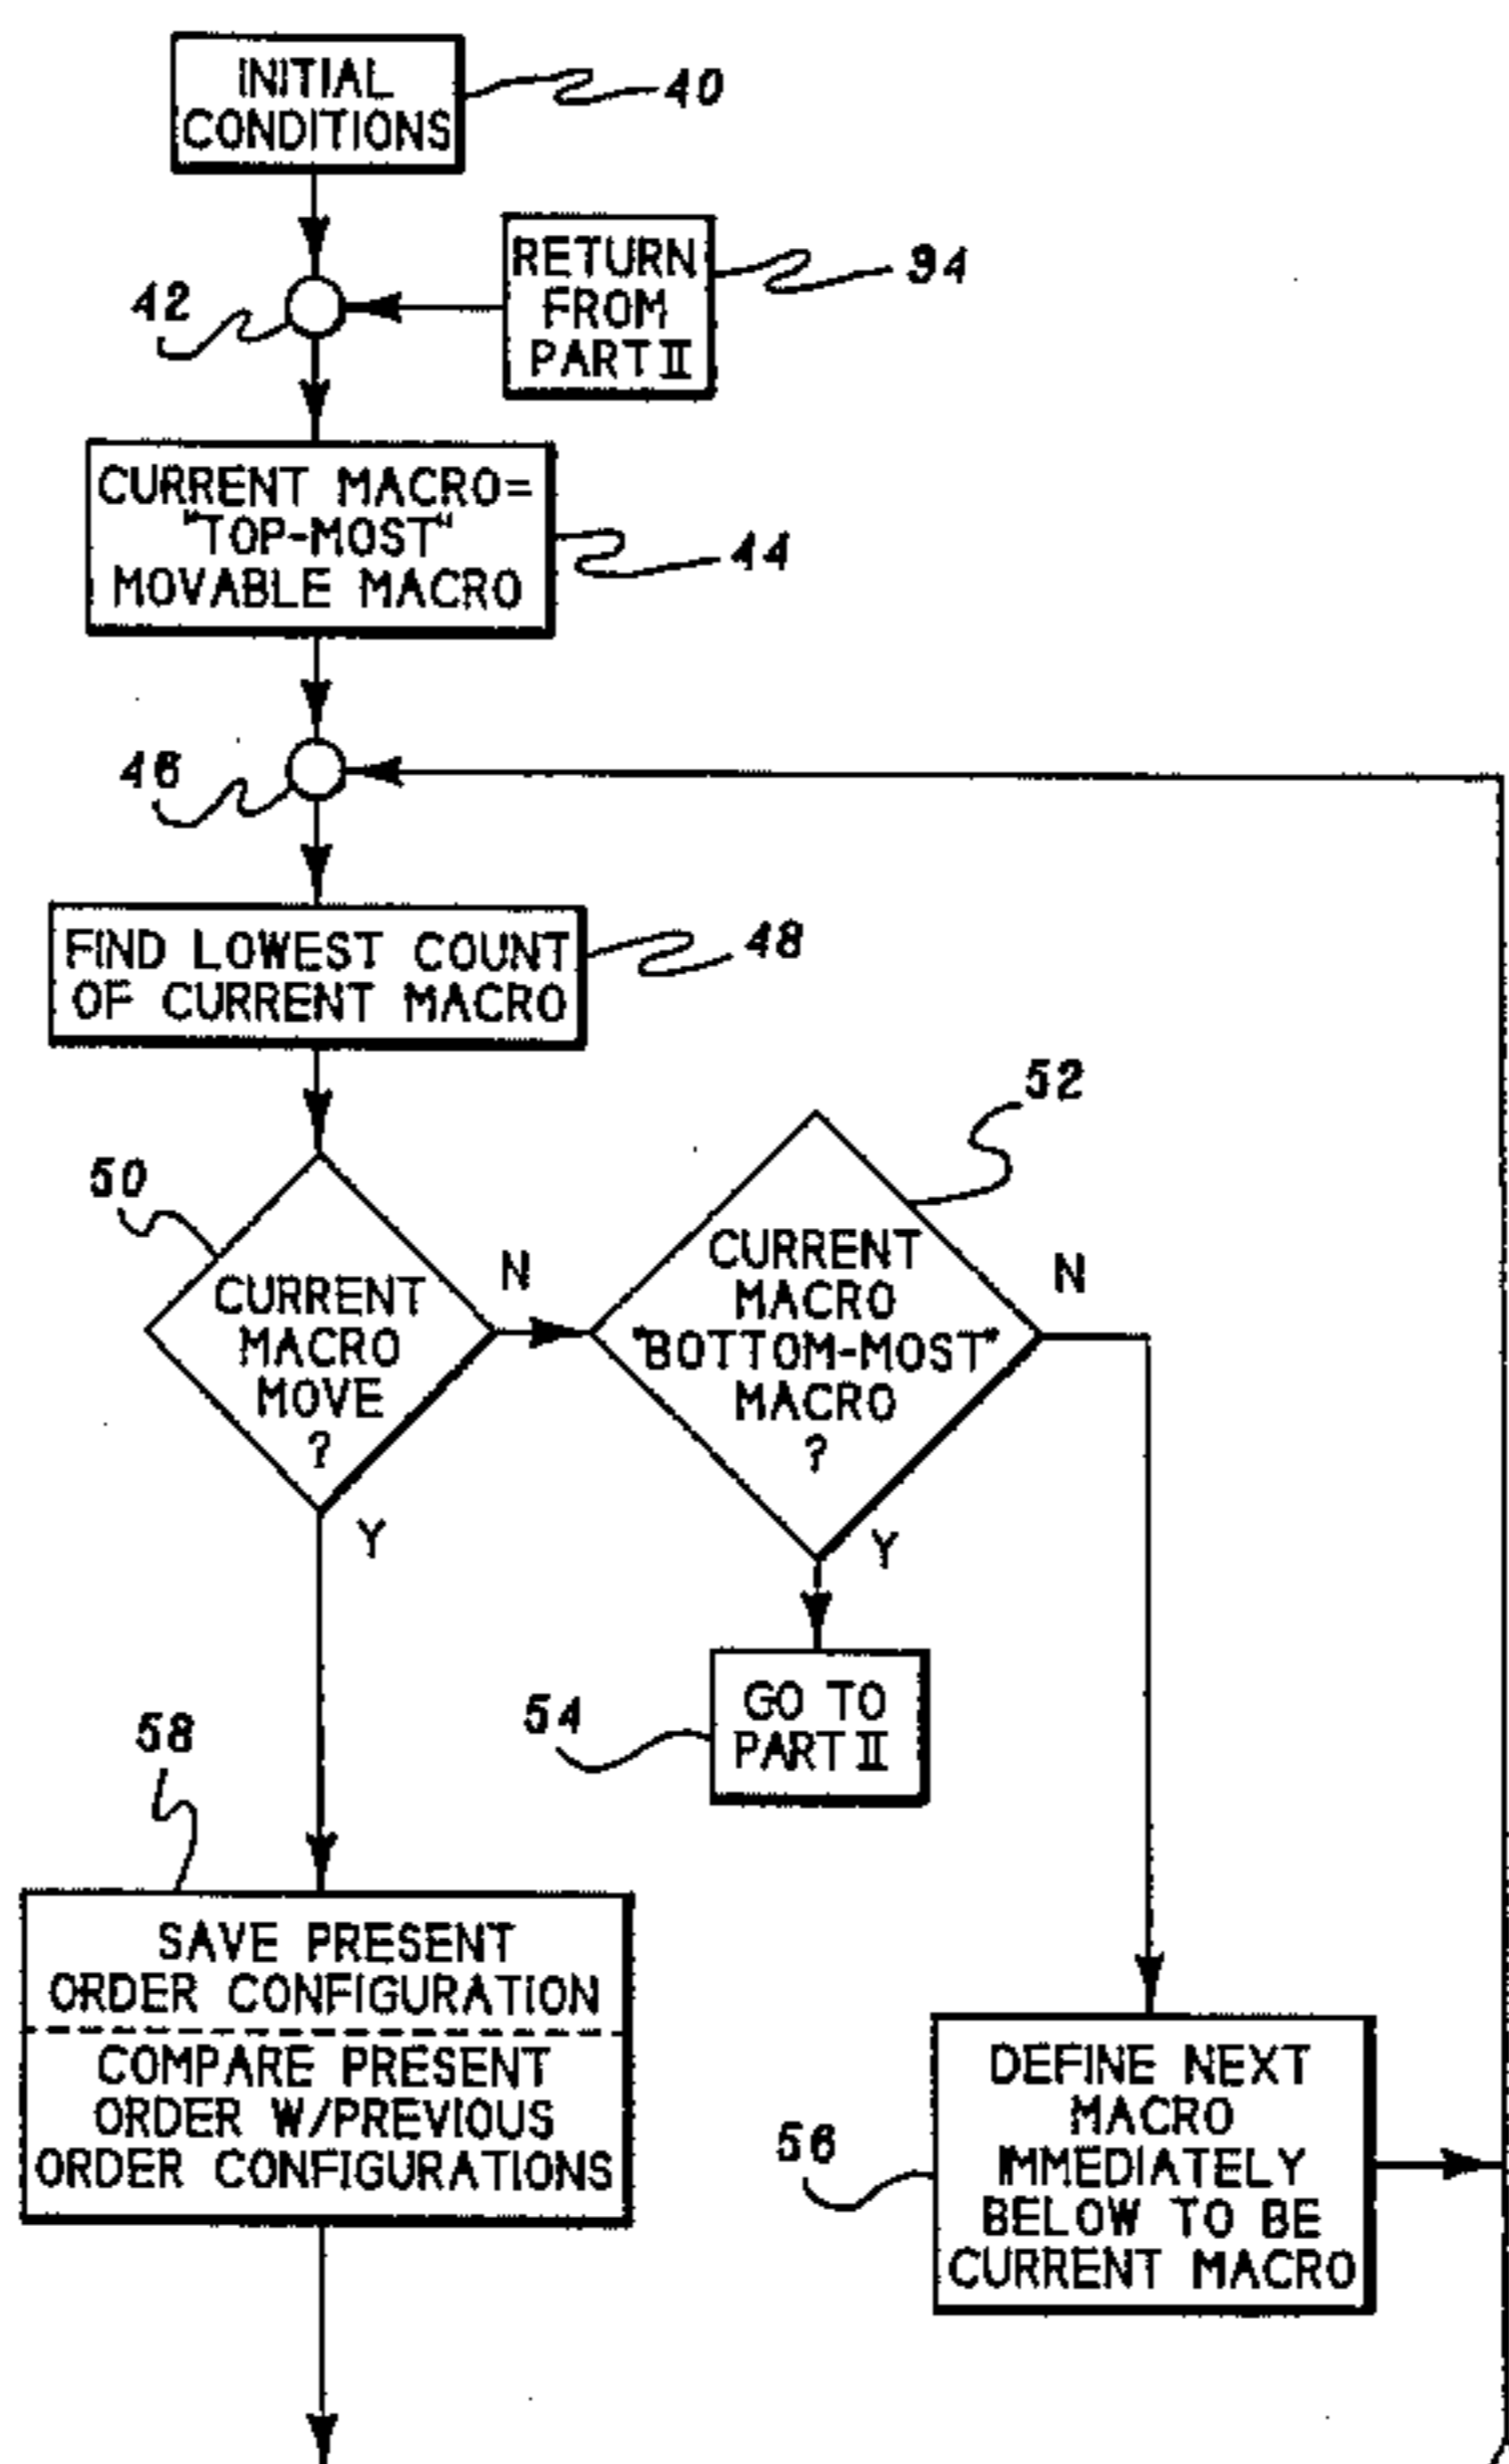 INITIAL
CONDITIONS
40
RETURN
FROM
PART II
94
42
CURRENT MACRO=
"TOP-MOST"
MOVABLE MACRO
44
46
FIND LOWEST COUNT
OF CURRENT MACRO
48
50
CURRENT
MACRO
MOVE
?
N
Y
52
CURRENT
MACRO
"BOTTOM-MOST"
MACRO
?
N
Y
54
GO TO
PART II
58
SAVE PRESENT
ORDER CONFIGURATION
COMPARE PRESENT
ORDER W/PREVIOUS
ORDER CONFIGURATIONS
56
DEFINE NEXT
MACRO
IMMEDIATELY
BELOW TO BE
CURRENT MACRO